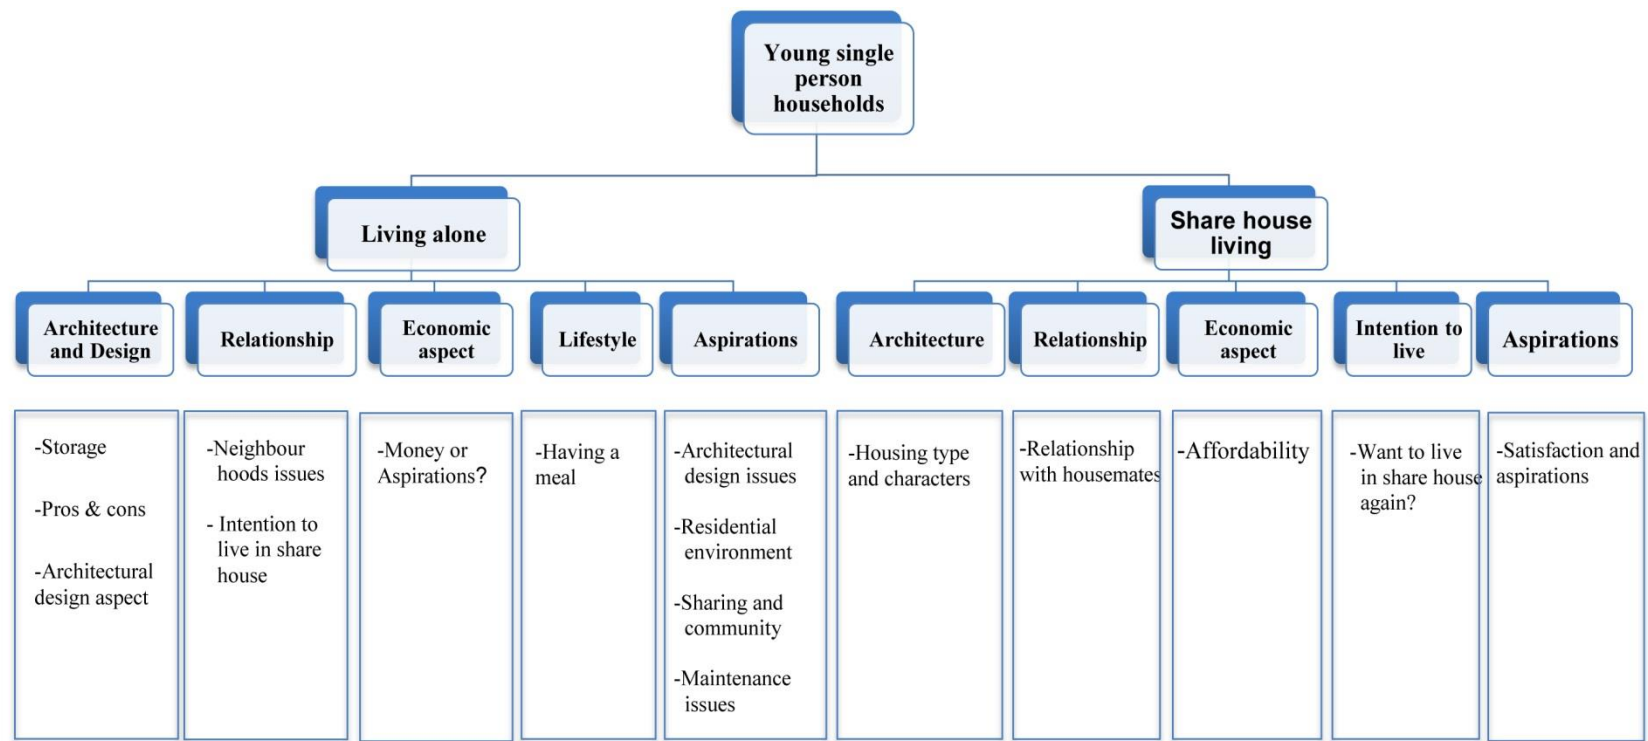 Young single
person
households
Living alone
Share house
living
Architecture
and Design
Relationship
Economic
aspect
Lifestyle
Aspirations
Architecture
Relationship
Economic
aspect
Intention to
live
Aspirations
-Storage
-Pros & cons
-Architectural
design aspect
-Neighbour
hoods issues
- Intention to
live in share
house
-Money or
Aspirations?
-Having a
meal
-Architectural
design issues
-Residential
environment
-Sharing and
community
-Maintenance
issues
-Housing type
and characters
-Relationship
with housemates
-Affordability
-Want to live
in share house
again?
-Satisfaction and
aspirations